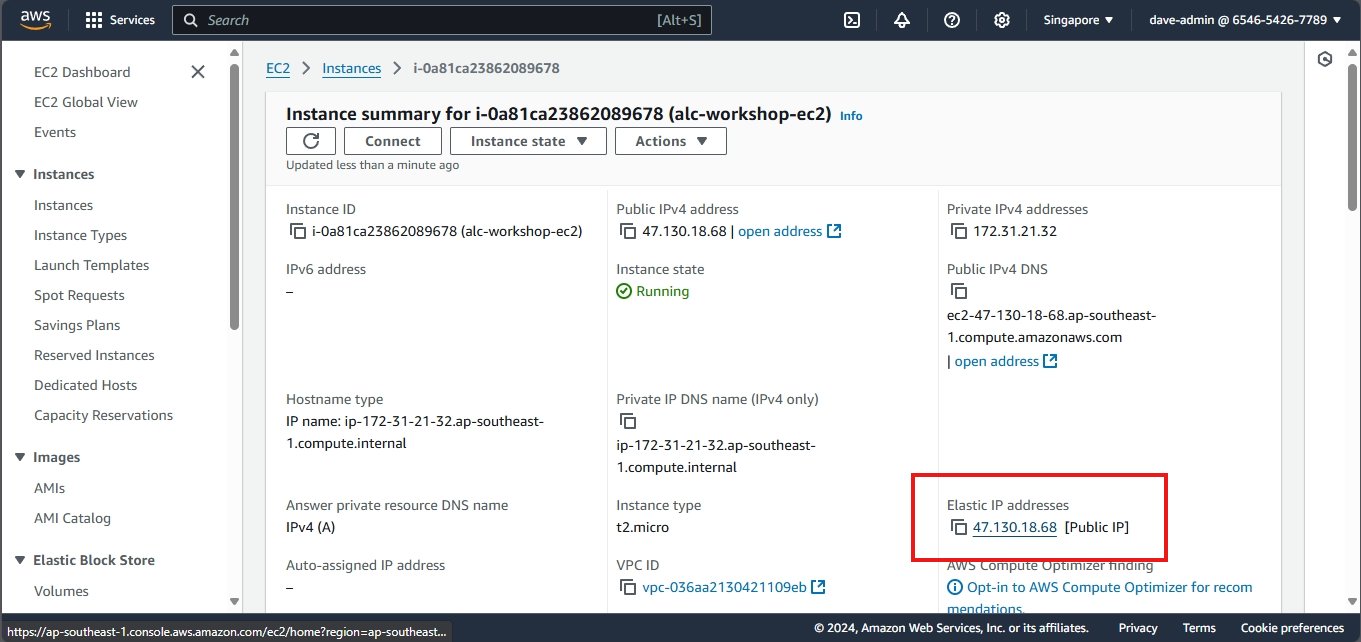 aws
Services
Search
[Alt+S]
Singapore
dave-admin @ 6546-5426-7789
EC2 Dashboard
EC2 Global View
Events
Instances
Instances
Instance Types
Launch Templates
Spot Requests
Savings Plans
Reserved Instances
Dedicated Hosts
Capacity Reservations
Images
AMIs
AMI Catalog
Elastic Block Store
Volumes
EC2
Instances
i-0a81ca23862089678
Instance summary for i-0a81ca23862089678 (alc-workshop-ec2) Info
Connect
Instance state
Actions
Updated less than a minute ago
Instance ID
i-0a81ca23862089678 (alc-workshop-ec2)
Public IPv4 address
47.130.18.68 | open address
Private IPv4 addresses
172.31.21.32
IPv6 address
–
Instance state
Running
Public IPv4 DNS
ec2-47-130-18-68.ap-southeast-
1.compute.amazonaws.com
| open address
Hostname type
IP name: ip-172-31-21-32.ap-southeast-
1.compute.internal
Private IP DNS name (IPv4 only)
ip-172-31-21-32.ap-southeast-
1.compute.internal
Answer private resource DNS name
IPv4 (A)
Instance type
t2.micro
Elastic IP addresses
47.130.18.68 [Public IP]
Auto-assigned IP address
–
VPC ID
vpc-036aa2130421109eb
AWS Compute Optimizer finding
Opt-in to AWS Compute Optimizer for recom
mendations.
https://ap-southeast-1.console.aws.amazon.com/ec2/home?region=ap-southeast...
© 2024, Amazon Web Services, Inc. or its affiliates.
Privacy
Terms
Cookie preferences